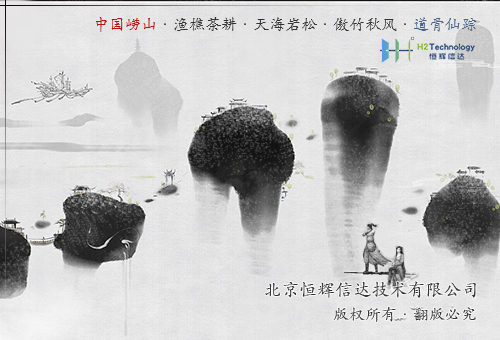 中国崂山·渔樵茶耕·天海岩松·傲竹秋风·道骨仙踪
H2Technology
恒辉信达
北京恒辉信达技术有限公司
版权所有·翻版必究